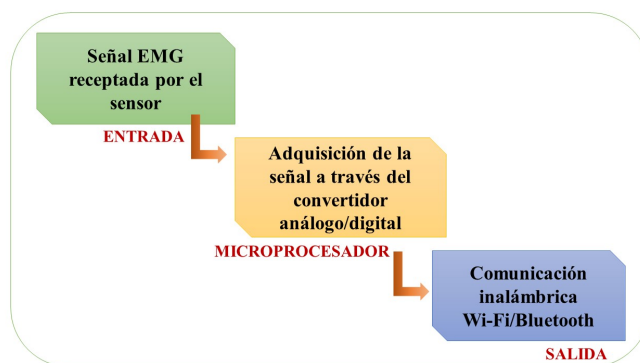 Señal EMG
receptada por el
sensor
ENTRADA
Adquisición de la
señal a través del
convertidor
análogo/digital
MICROPROCESADOR
Comunicación
inalámbrica
Wi-Fi/Bluetooth
SALIDA